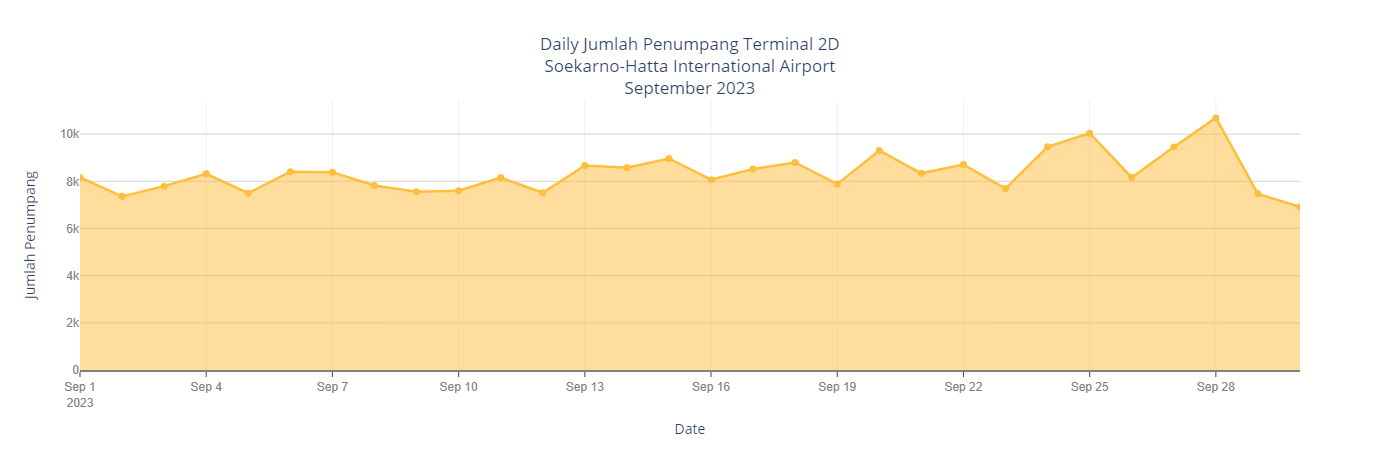 Daily Jumlah Penumpang Terminal 2D
Soekarno-Hatta International Airport
September 2023
Jumlah Penumpang
10k
8k
6k
4k
2k
0
Sep 1
2023
Sep 4
Sep 7
Sep 10
Sep 13
Sep 16
Sep 19
Sep 22
Sep 25
Sep 28
Date